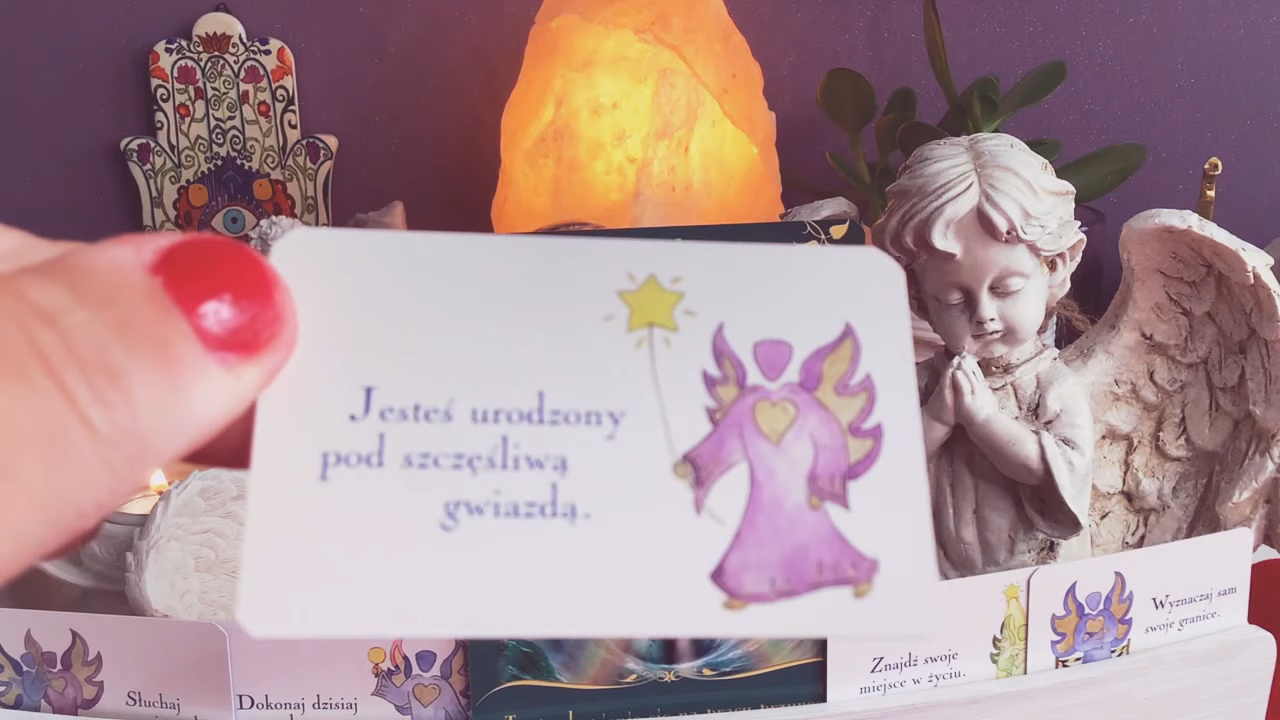 Jesteś urodzony
pod szczęśliwą
gwiazdą.
Słuchaj
Dokonaj dzisiaj
Znajdź swoje
miejsce w życiu.
Wyznaczaj sam
swoje granice.